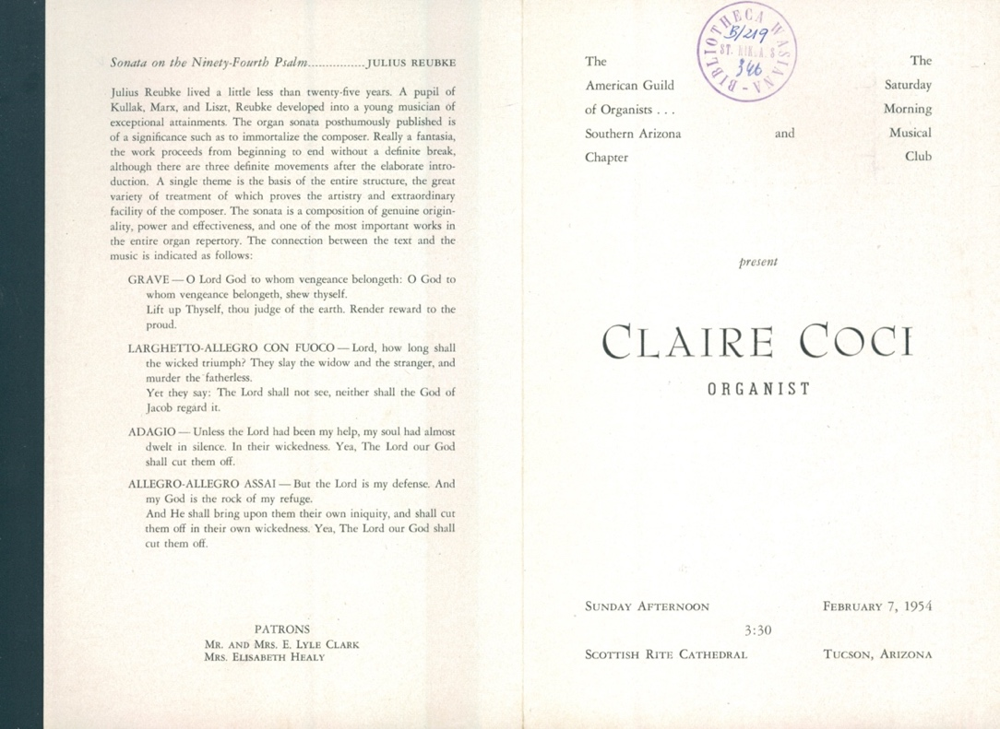 Sonata on the Ninety-Fourth Psalm................JULIUS REUBKE
Julius Reubke lived a little less than twenty-five years. A pupil of
Kullak, Marx, and Liszt, Reubke developed into a young musician of
exceptional attainments. The organ sonata posthumously published is
of a significance such as to immortalize the composer. Really a fantasia,
the work proceeds from beginning to end without a definite break,
although there are three definite movements after the elaborate intro-
duction. A single theme is the basis of the entire structure, the great
variety of treatment of which proves the artistry and extraordinary
facility of the composer. The sonata is a composition of genuine origin-
ality, power and effectiveness, and one of the most important works in
the entire organ repertory. The connection between the text and the
music is indicated as follows:
GRAVE — O Lord God to whom vengeance belongeth: O God to
whom vengeance belongeth, shew thyself.
Lift up Thyself, thou judge of the earth. Render reward to the
proud.
LARGHETTO-ALLEGRO CON FUOCO — Lord, how long shall
the wicked triumph? They slay the widow and the stranger, and
murder the fatherless.
Yet they say: The Lord shall not see, neither shall the God of
Jacob regard it.
ADAGIO — Unless the Lord had been my help, my soul had almost
dwelt in silence. In their wickedness. Yea, The Lord our God
shall cut them off.
ALLEGRO-ALLEGRO ASSAI — But the Lord is my defense. And
my God is the rock of my refuge.
And He shall bring upon them their own iniquity, and shall cut
them off in their own wickedness. Yea, The Lord our God shall
cut them off.
PATRONS
MR. AND MRS. E. LYLE CLARK
MRS. ELISABETH HEALY
BIBLIOTHECA WASIANA
B/219
346
The
American Guild
of Organists . . .
Southern Arizona
Chapter
and
The
Saturday
Morning
Musical
Club
present
CLAIRE COCI
ORGANIST
SUNDAY AFTERNOON FEBRUARY 7, 1954
3:30
SCOTTISH RITE CATHEDRAL TUCSON, ARIZONA